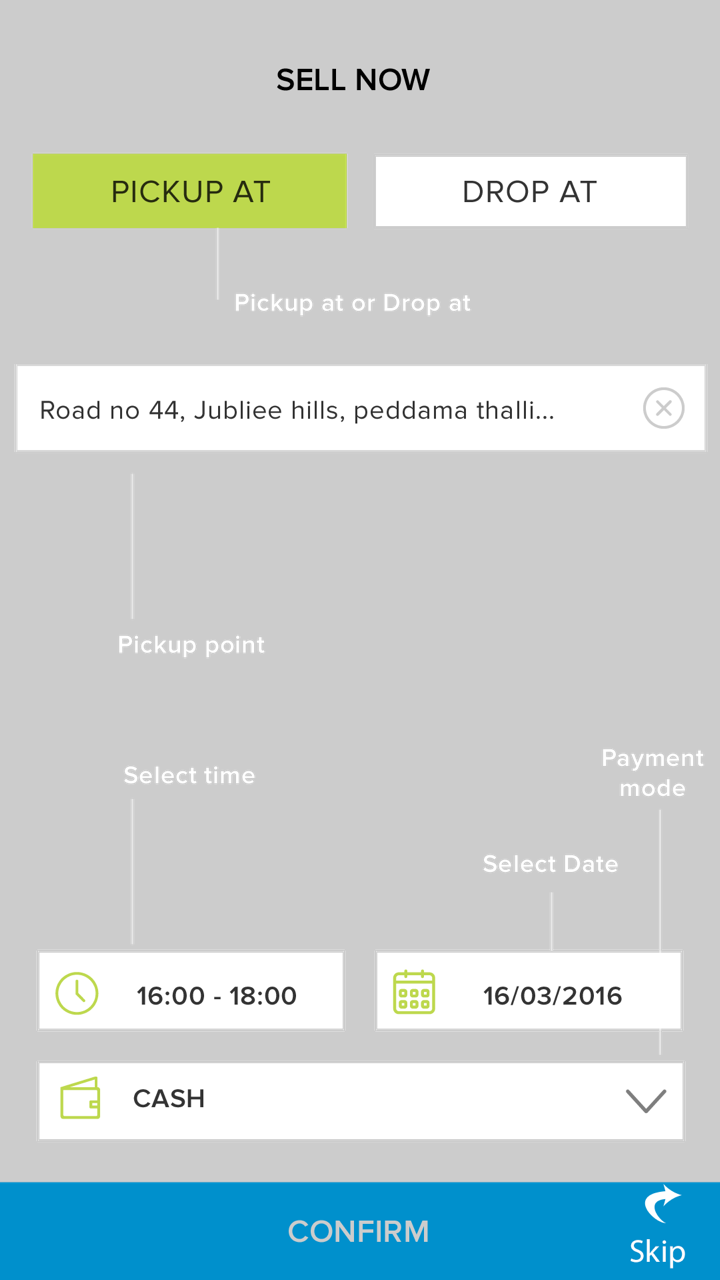 SELL NOW
PICKUP AT
DROP AT
Pickup at or Drop at
Road no 44, Jubliee hills, peddama thalli...
Pickup point
Select time
Payment
mode
Select Date
16:00 - 18:00
16/03/2016
CASH
CONFIRM
Skip